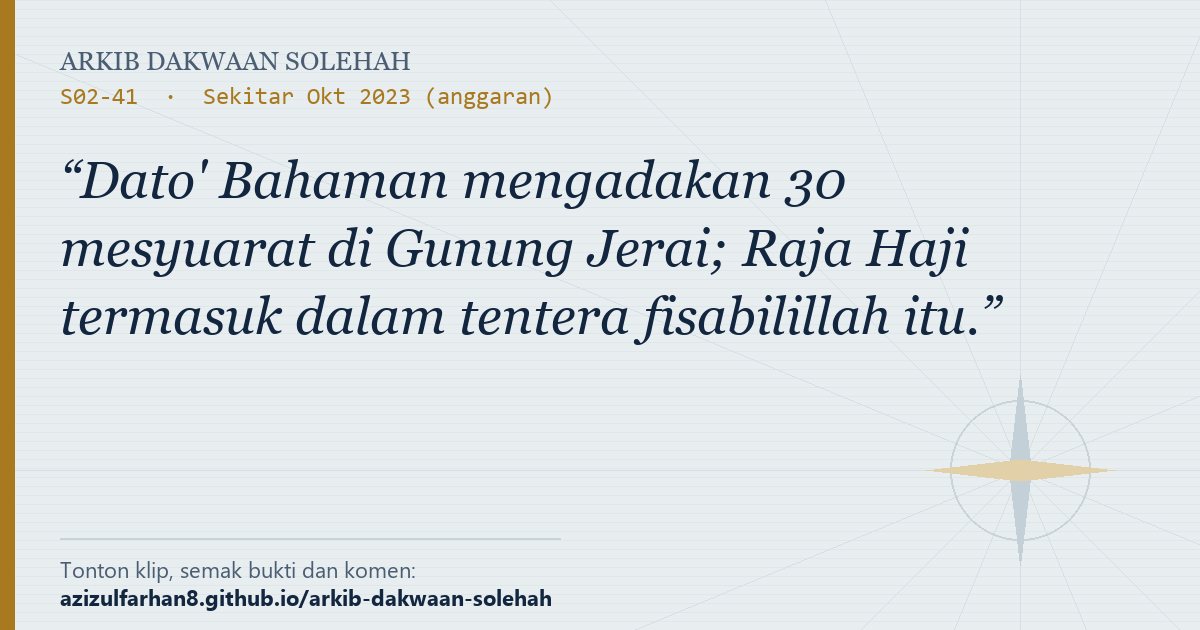 ARKIB DAKWAAN SOLEHAH
S02-41 · Sekitar Okt 2023 (anggaran)
“Dato' Bahaman mengadakan 30
mesyuarat di Gunung Jerai; Raja Haji
termasuk dalam tentera fisabilillah itu.”
Tonton klip, semak bukti dan komen:
azizulfarhan8.github.io/arkib-dakwaan-solehah